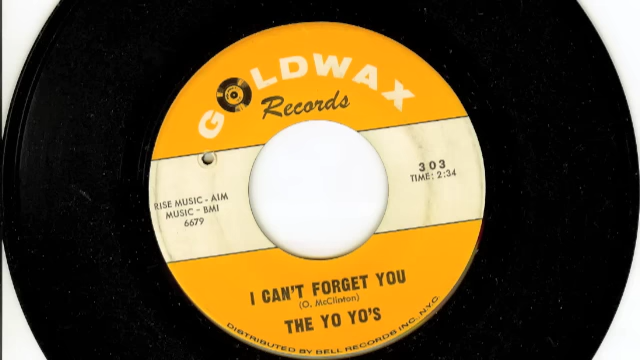 GOLDWAX
Records
303
TIME: 2:34
RISE MUSIC - AIM
MUSIC - BMI
6679
I CAN'T FORGET YOU
(O. McClinton)
THE YO YO'S
DISTRIBUTED BY BELL RECORDS INC. N.Y.C.